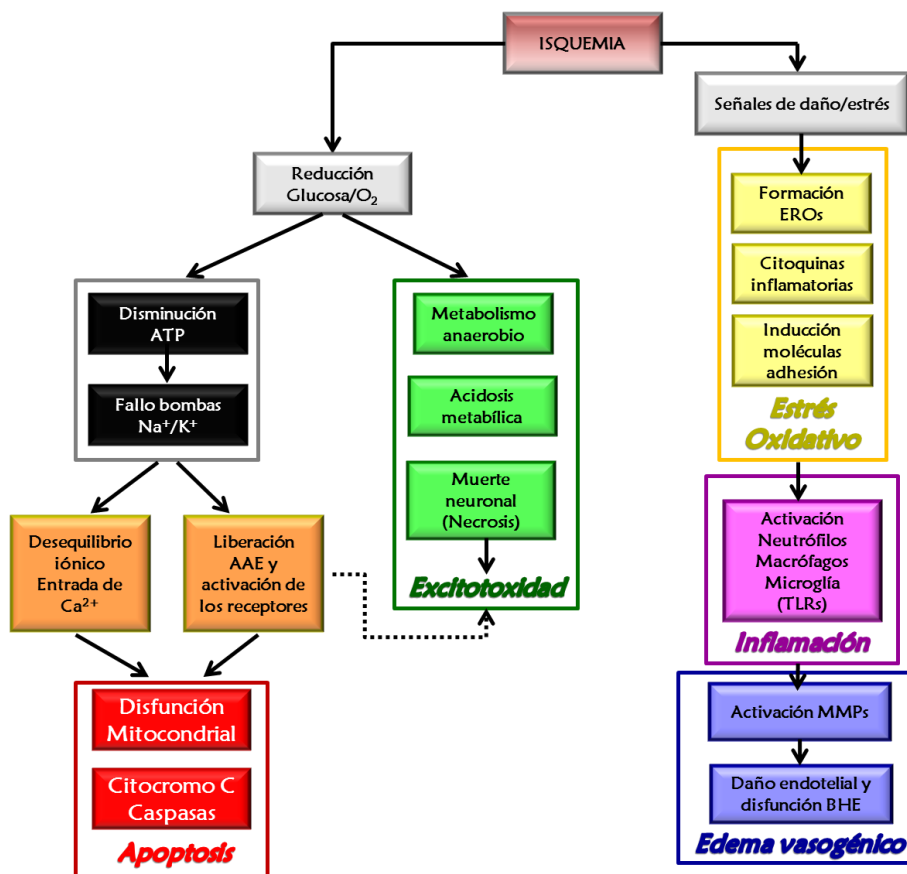 ISQUEMIA
Señales de daño/estrés
Reducción
Glucosa/O₂
Formación
EROs
Citoquinas
inflamatorias
Inducción
moléculas
adhesión
Estrés
Oxidativo
Disminución
ATP
Fallo bombas
Na⁺/K⁺
Metabolismo
anaerobio
Acidosis
metabílica
Muerte
neuronal
(Necrosis)
Excitotoxidad
Desequilibrio
iónico
Entrada de
Ca²⁺
Liberación
AAE y
activación de
los receptores
Activación
Neutrófilos
Macrófagos
Microglía
(TLRs)
Inflamación
Disfunción
Mitocondrial
Citocromo C
Caspasas
Apoptosis
Activación MMPs
Daño endotelial y
disfunción BHE
Edema vasogénico